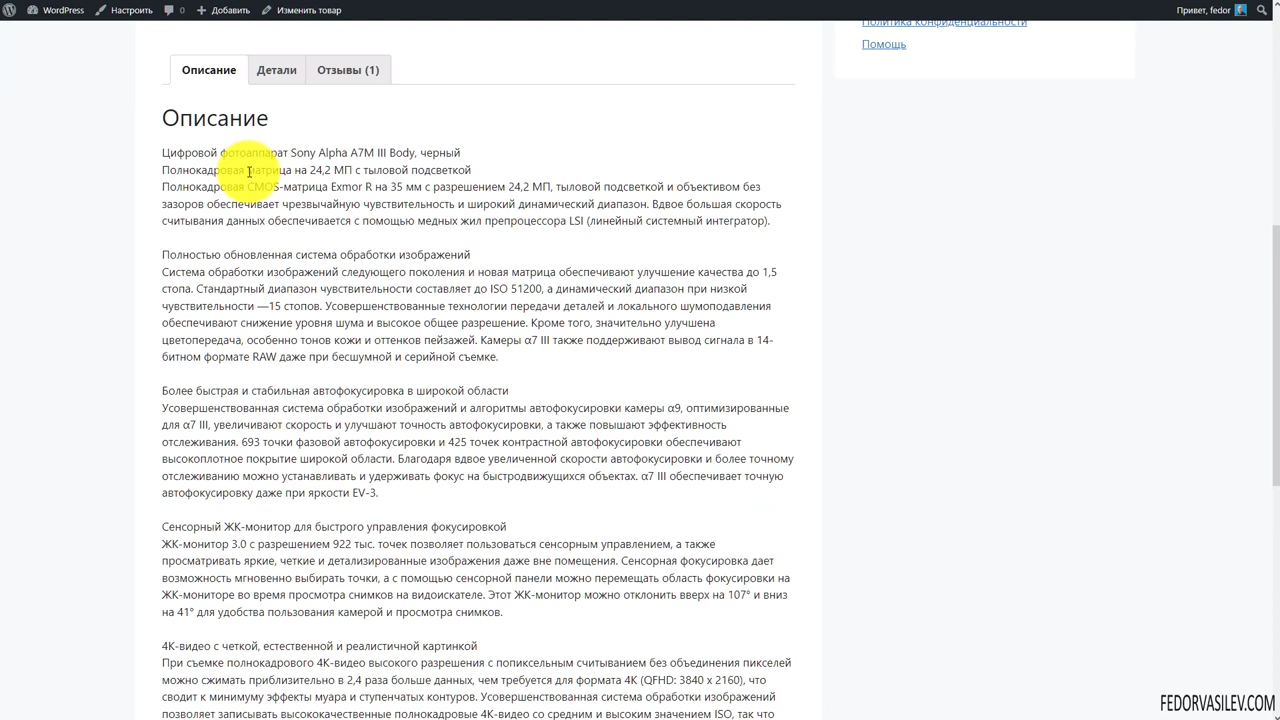 WordPress Настроить 0 Добавить Изменить товар Привет, fedor
Политика конфиденциальности
Помощь
Описание Детали Отзывы (1)
Описание
Цифровой фотоаппарат Sony Alpha A7M III Body, черный
Полнокадровая матрица на 24,2 МП с тыловой подсветкой
Полнокадровая CMOS-матрица Exmor R на 35 мм с разрешением 24,2 МП, тыловой подсветкой и объективом без
зазоров обеспечивает чрезвычайную чувствительность и широкий динамический диапазон. Вдвое большая скорость
считывания данных обеспечивается с помощью медных жил препроцессора LSI (линейный системный интегратор).
Полностью обновленная система обработки изображений
Система обработки изображений следующего поколения и новая матрица обеспечивают улучшение качества до 1,5
стопа. Стандартный диапазон чувствительности составляет до ISO 51200, а динамический диапазон при низкой
чувствительности —15 стопов. Усовершенствованные технологии передачи деталей и локального шумоподавления
обеспечивают снижение уровня шума и высокое общее разрешение. Кроме того, значительно улучшена
цветопередача, особенно тонов кожи и оттенков пейзажей. Камеры α7 III также поддерживают вывод сигнала в 14-
битном формате RAW даже при бесшумной и серийной съемке.
Более быстрая и стабильная автофокусировка в широкой области
Усовершенствованная система обработки изображений и алгоритмы автофокусировки камеры α9, оптимизированные
для α7 III, увеличивают скорость и улучшают точность автофокусировки, а также повышают эффективность
отслеживания. 693 точки фазовой автофокусировки и 425 точек контрастной автофокусировки обеспечивают
высокоплотное покрытие широкой области. Благодаря вдвое увеличенной скорости автофокусировки и более точному
отслеживанию можно устанавливать и удерживать фокус на быстродвижущихся объектах. α7 III обеспечивает точную
автофокусировку даже при яркости EV-3.
Сенсорный ЖК-монитор для быстрого управления фокусировкой
ЖК-монитор 3.0 с разрешением 922 тыс. точек позволяет пользоваться сенсорным управлением, а также
просматривать яркие, четкие и детализированные изображения даже вне помещения. Сенсорная фокусировка дает
возможность мгновенно выбирать точки, а с помощью сенсорной панели можно перемещать область фокусировки на
ЖК-мониторе во время просмотра снимков на видоискателе. Этот ЖК-монитор можно отклонить вверх на 107° и вниз
на 41° для удобства пользования камерой и просмотра снимков.
4К-видео с четкой, естественной и реалистичной картинкой
При съемке полнокадрового 4К-видео высокого разрешения с попиксельным считыванием без объединения пикселей
можно сжимать приблизительно в 2,4 раза больше данных, чем требуется для формата 4К (QFHD: 3840 x 2160), что
сводит к минимуму эффекты муара и ступенчатых контуров. Усовершенствованная система обработки изображений
позволяет записывать высококачественные полнокадровые 4К-видео со средним и высоким значением ISO, так что
FEDORVASILEV.COM